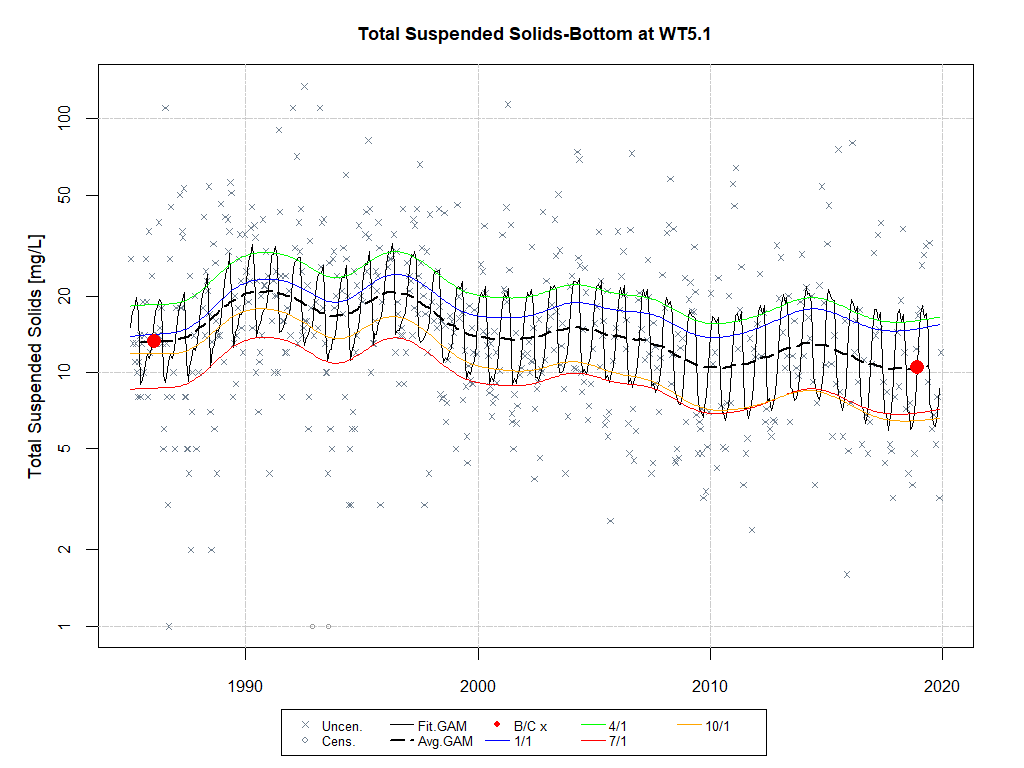 Total Suspended Solids-Bottom at WT5.1
Total Suspended Solids [mg/L]
100
50
20
10
5
2
1
1990 2000 2010 2020
Uncen. Fit.GAM B/C x 4/1 10/1
Cens. Avg.GAM 1/1 7/1